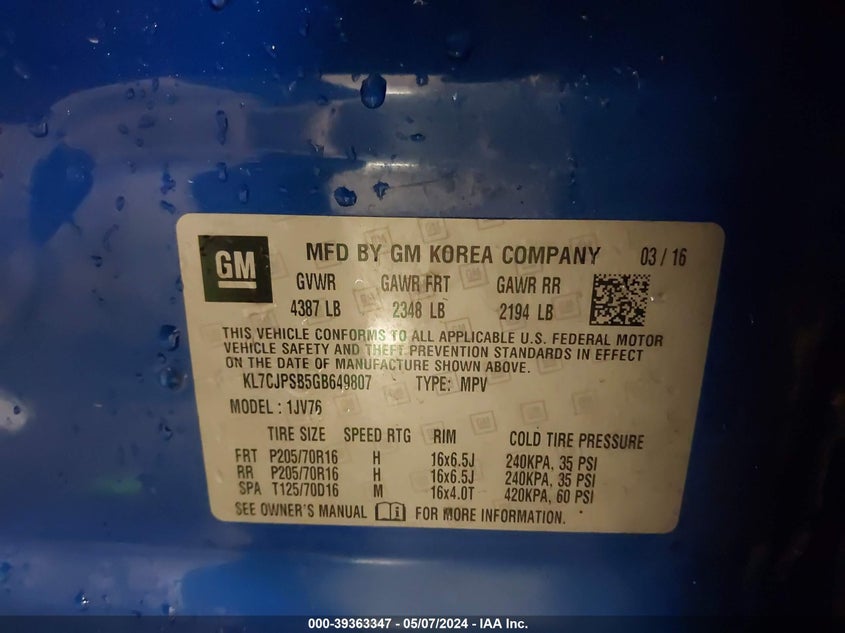 GM
MFD BY GM KOREA COMPANY 03 / 16
GVWR GAWR FRT GAWR RR
4387 LB 2348 LB 2194 LB
THIS VEHICLE CONFORMS TO ALL APPLICABLE U.S. FEDERAL MOTOR
VEHICLE SAFETY AND THEFT PREVENTION STANDARDS IN EFFECT
ON THE DATE OF MANUFACTURE SHOWN ABOVE.
KL7CJPSB5GB649807 TYPE: MPV
MODEL : 1JV76
TIRE SIZE SPEED RTG RIM COLD TIRE PRESSURE
FRT P205/70R16 H 16x6.5J 240KPA, 35 PSI
RR P205/70R16 H 16x6.5J 240KPA, 35 PSI
SPA T125/70D16 M 16x4.0T 420KPA, 60 PSI
SEE OWNER'S MANUAL FOR MORE INFORMATION.
000-39363347 - 05/07/2024 - IAA Inc.